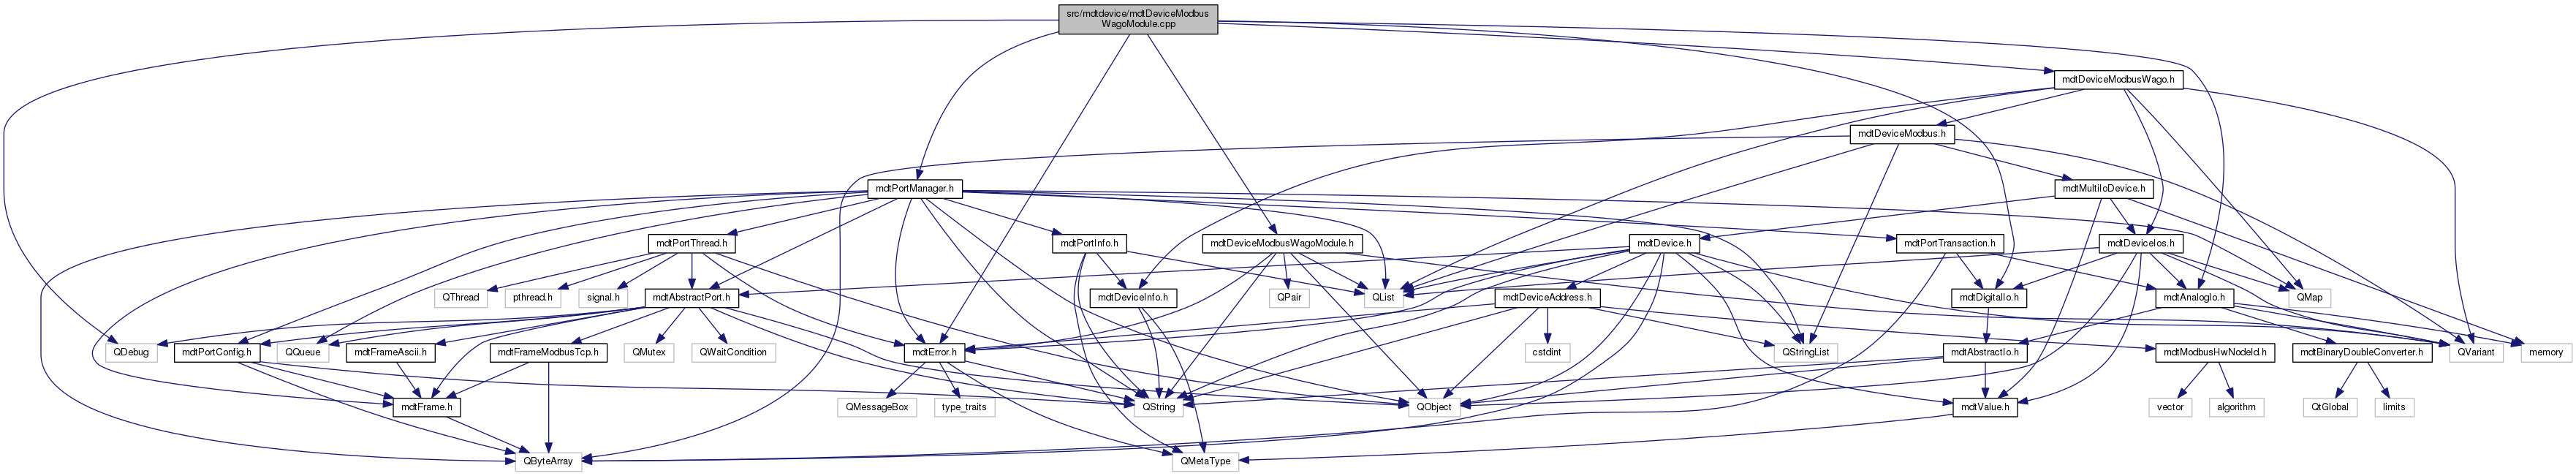 src/mdtdevice/mdtDeviceModbus
WagoModule.cpp
mdtDeviceModbusWago.h
mdtDeviceModbus.h
mdtPortManager.h
mdtMultiIoDevice.h
mdtPortThread.h
mdtPortInfo.h
mdtDeviceModbusWagoModule.h
mdtDevice.h
mdtPortTransaction.h
mdtDeviceIos.h
QThread
pthread.h
signal.h
mdtAbstractPort.h
mdtDeviceInfo.h
QPair
QList
mdtDeviceAddress.h
mdtDigitalIo.h
mdtAnalogIo.h
QMap
QDebug
mdtPortConfig.h
QQueue
mdtFrameAscii.h
mdtFrameModbusTcp.h
QMutex
QWaitCondition
mdtError.h
cstdint
QStringList
mdtAbstractIo.h
mdtModbusHwNodeId.h
mdtBinaryDoubleConverter.h
QVariant
memory
mdtFrame.h
QMessageBox
type_traits
QString
QObject
mdtValue.h
vector
algorithm
QtGlobal
limits
QByteArray
QMetaType